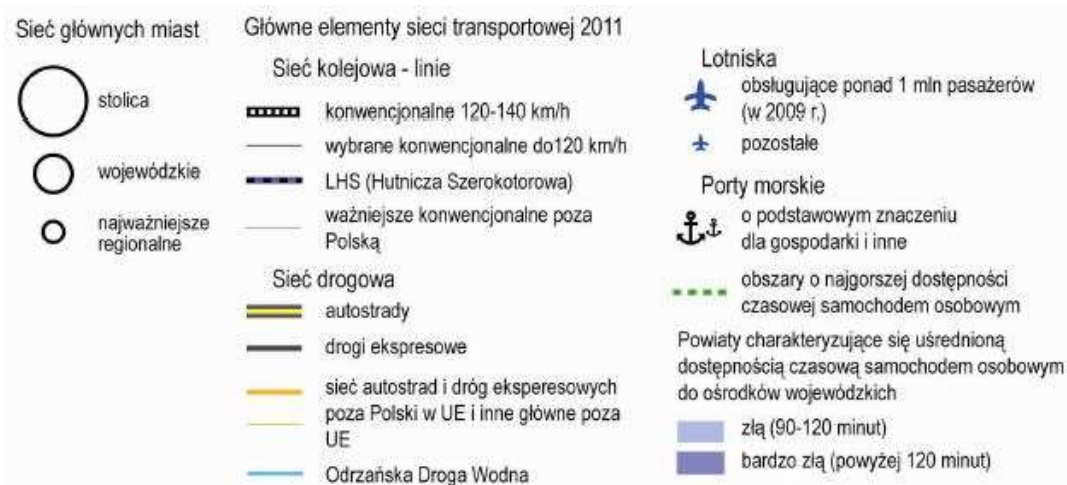 Sieć głównych miast
stolica
wojewódzkie
najważniejsze
regionalne
Główne elementy sieci transportowej 2011
Sieć kolejowa - linie
konwencjonalne 120-140 km/h
wybrane konwencjonalne do120 km/h
LHS (Hutnicza Szerokotorowa)
ważniejsze konwencjonalne poza
Polską
Sieć drogowa
autostrady
drogi ekspresowe
sieć autostrad i dróg eksperesowych
poza Polski w UE i inne główne poza
UE
Odrzańska Droga Wodna
Lotniska
obsługujące ponad 1 mln pasażerów
(w 2009 r.)
pozostałe
Porty morskie
o podstawowym znaczeniu
dla gospodarki i inne
obszary o najgorszej dostępności
czasowej samochodem osobowym
Powiaty charakteryzujące się uśrednioną
dostępnością czasową samochodem osobowym
do ośrodków wojewódzkich
złą (90-120 minut)
bardzo złą (powyżej 120 minut)